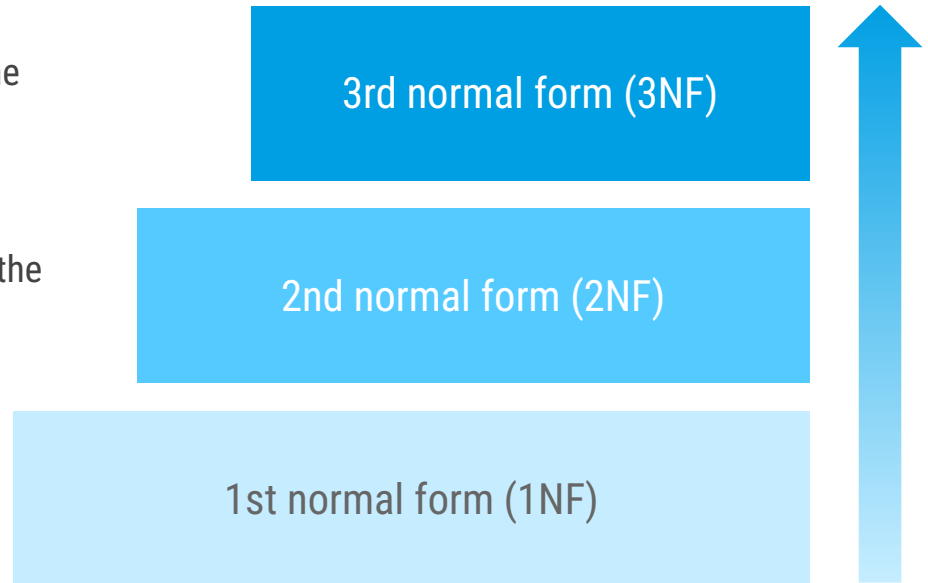 3rd normal form (3NF)
the
2nd normal form (2NF)
1st normal form (1NF)